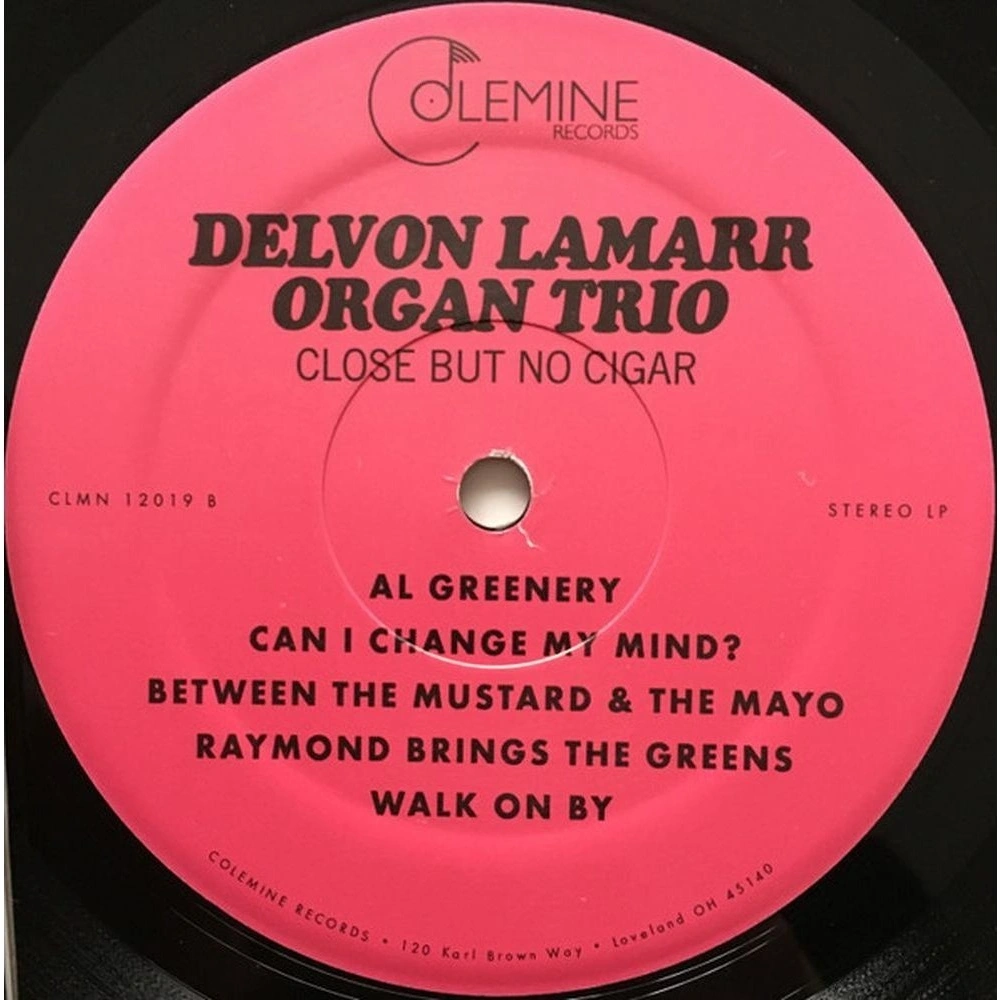 COLEMINE
RECORDS
DELVON LAMARR
ORGAN TRIO
CLOSE BUT NO CIGAR
CLMN 12019 B
STEREO LP
AL GREENERY
CAN I CHANGE MY MIND?
BETWEEN THE MUSTARD & THE MAYO
RAYMOND BRINGS THE GREENS
WALK ON BY
COLEMINE RECORDS • 120 Karl Brown Way • Loveland OH 45140